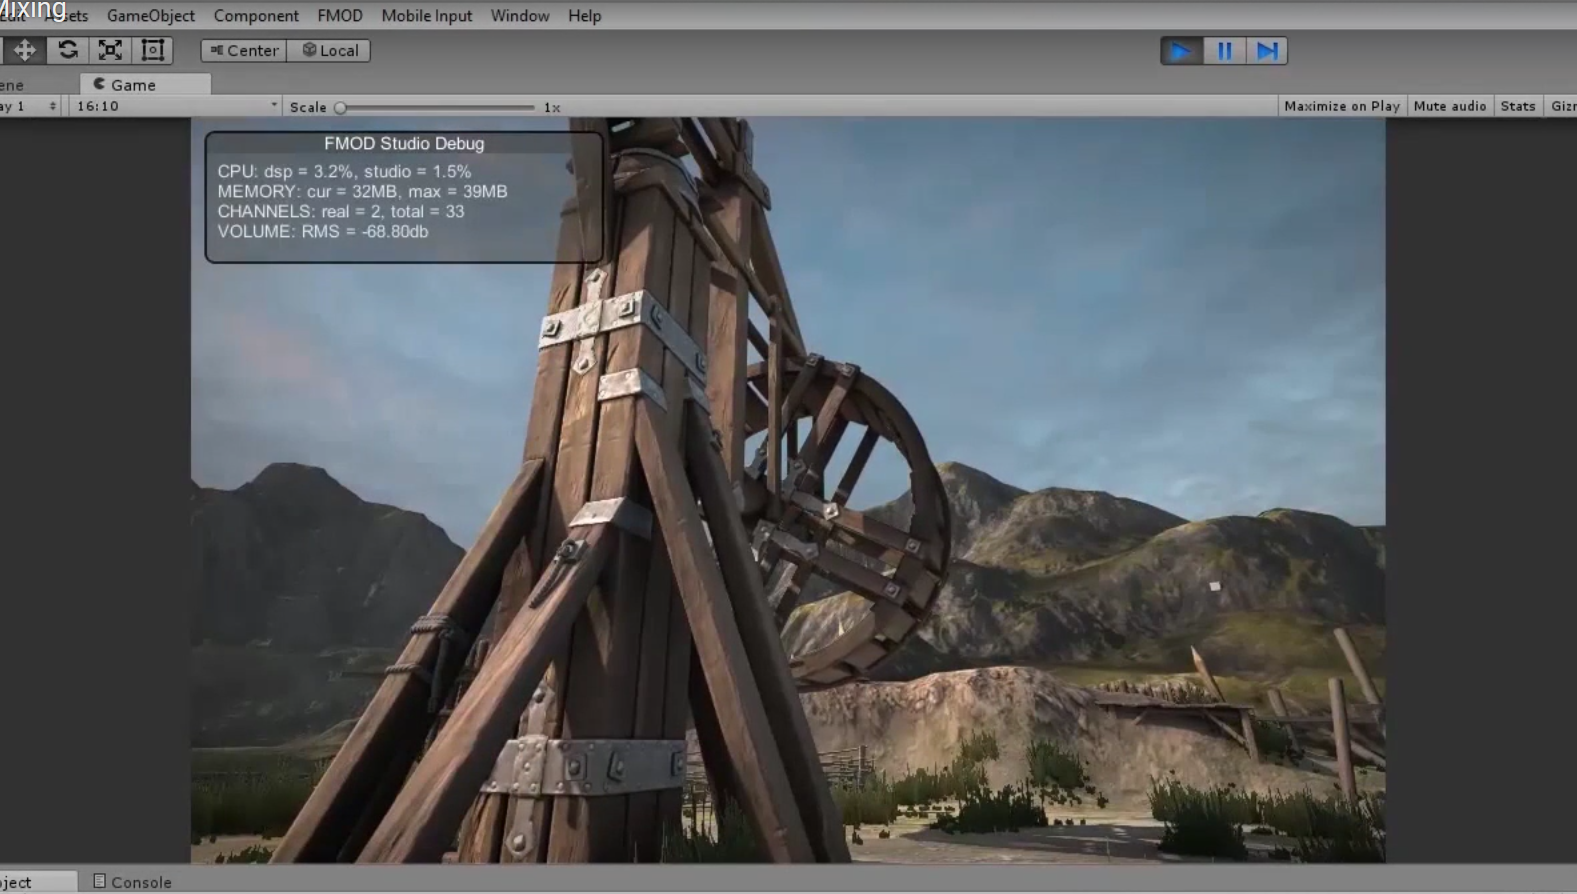 Mixing
Edit Assets GameObject Component FMOD Mobile Input Window Help
Center Local
Game
16:10 Scale 1x Maximize on Play Mute audio Stats
FMOD Studio Debug
CPU: dsp = 3.2%, studio = 1.5%
MEMORY: cur = 32MB, max = 39MB
CHANNELS: real = 2, total = 33
VOLUME: RMS = -68.80db
Console